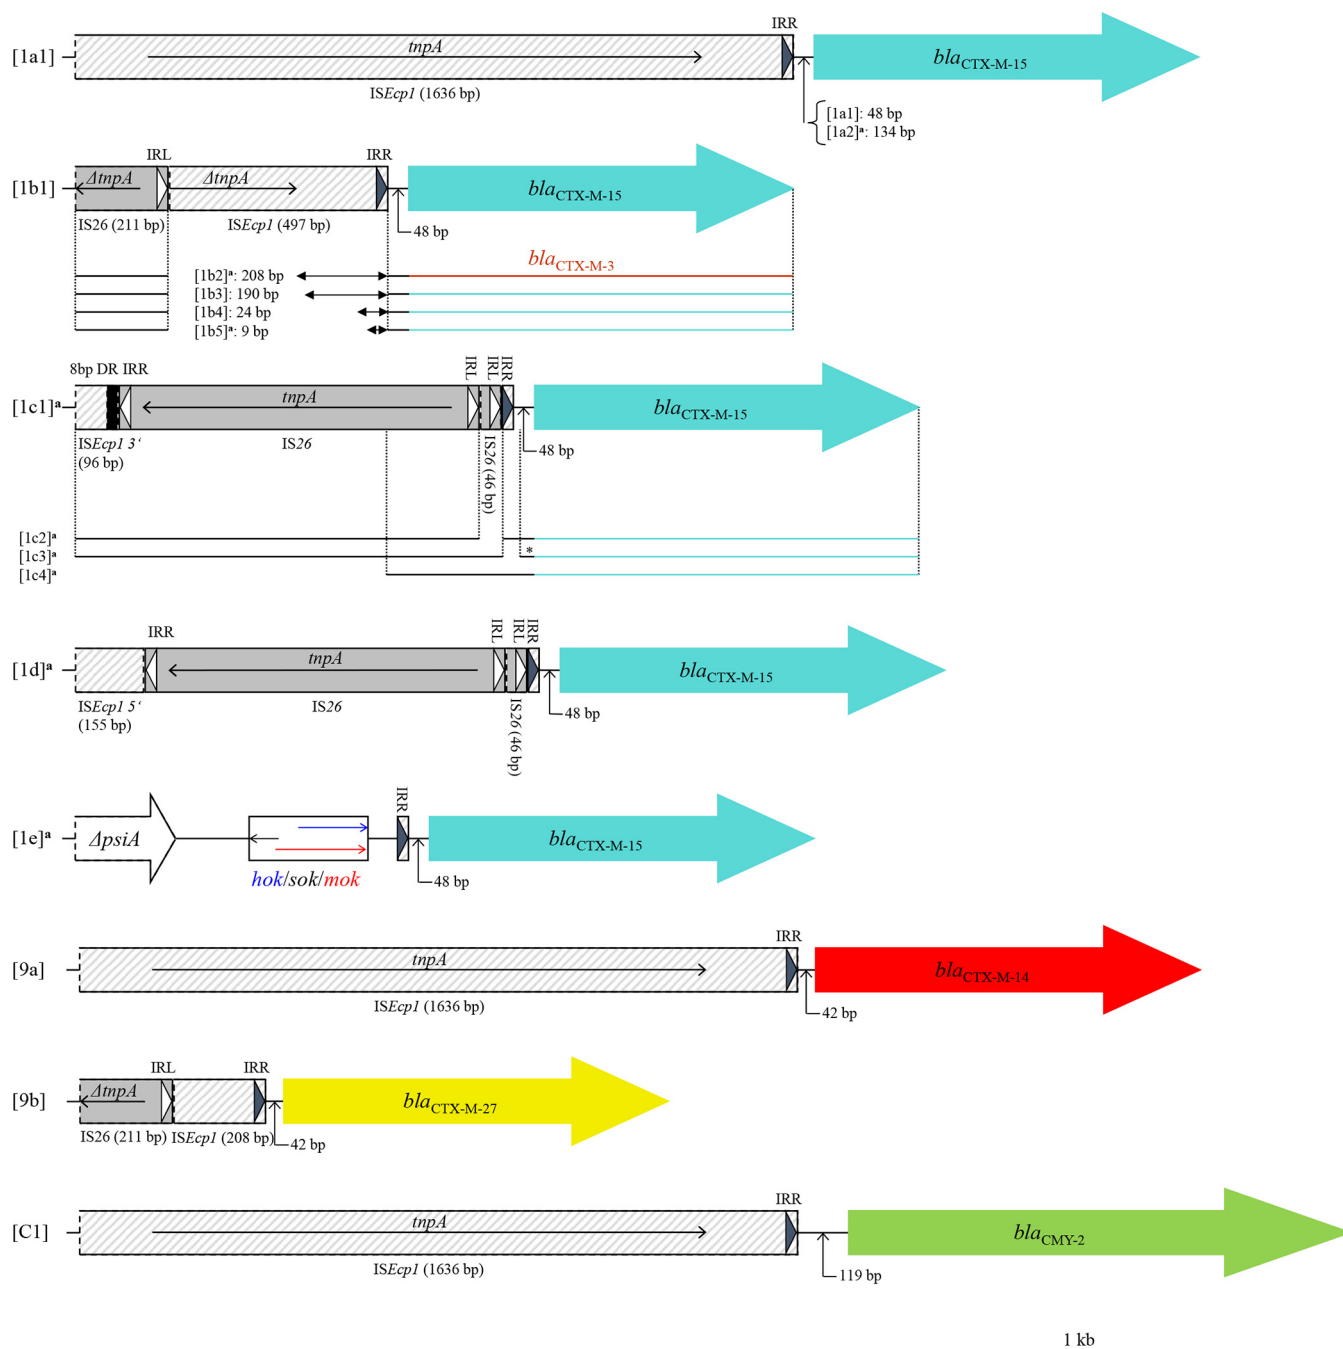 IRR
[1a1] tnpA blaCTX-M-15
ISEcp1 (1636 bp)
[1a1]: 48 bp
[1a2]ª: 134 bp
IRL IRR
[1b1] ΔtnpA ΔtnpA blaCTX-M-15
IS26 (211 bp) ISEcp1 (497 bp) 48 bp
blaCTX-M-3
[1b2]ª: 208 bp
[1b3]: 190 bp
[1b4]: 24 bp
[1b5]ª: 9 bp
8bp DR IRR IRL IRL IRR
[1c1]ª tnpA blaCTX-M-15
ISEcp1 3‘ IS26 IS26 (46 bp) 48 bp
(96 bp)
[1c2]ª
[1c3]ª *
[1c4]ª
IRR IRL IRL IRR
[1d]ª tnpA blaCTX-M-15
ISEcp1 5‘ IS26 IS26 (46 bp) 48 bp
(155 bp)
IRR
[1e]ª ΔpsiA blaCTX-M-15
hok/sok/mok 48 bp
IRR
[9a] tnpA blaCTX-M-14
ISEcp1 (1636 bp) 42 bp
IRL IRR
[9b] ΔtnpA blaCTX-M-27
IS26 (211 bp) ISEcp1 (208 bp) 42 bp
IRR
[C1] tnpA blaCMY-2
ISEcp1 (1636 bp) 119 bp
1 kb